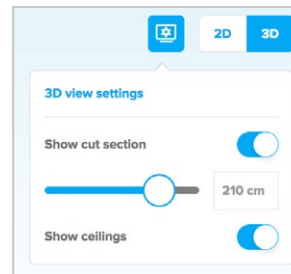 2D 3D
3D view settings
Show cut section
210 cm
Show ceilings